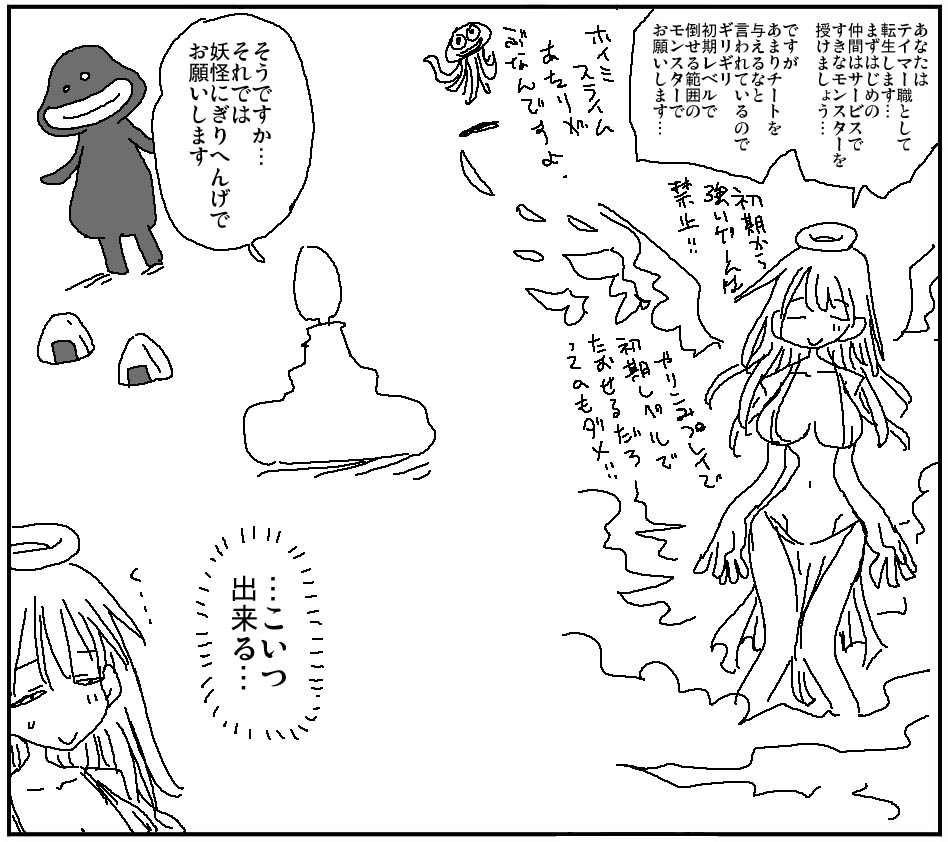 あなたは
テイマー職として
転生します…
まずはじめの
仲間はサービスで
すきなモンスターを
授けましょう…
ですが
あまりチートを
与えるなと
言われているので
ギリギリ
初期レベルで
倒せる範囲の
モンスターで
お願いします…
初期から
強いゲームは
禁止!!
やりこみプレイで
初期レベルで
たおせるだろ
ってのもダメ!!
ホイミ
スライム
あたりが
ぶなんですよ
そうですか…
それでは
妖怪にぎりへんげで
お願いします
…こいつ
出来る…